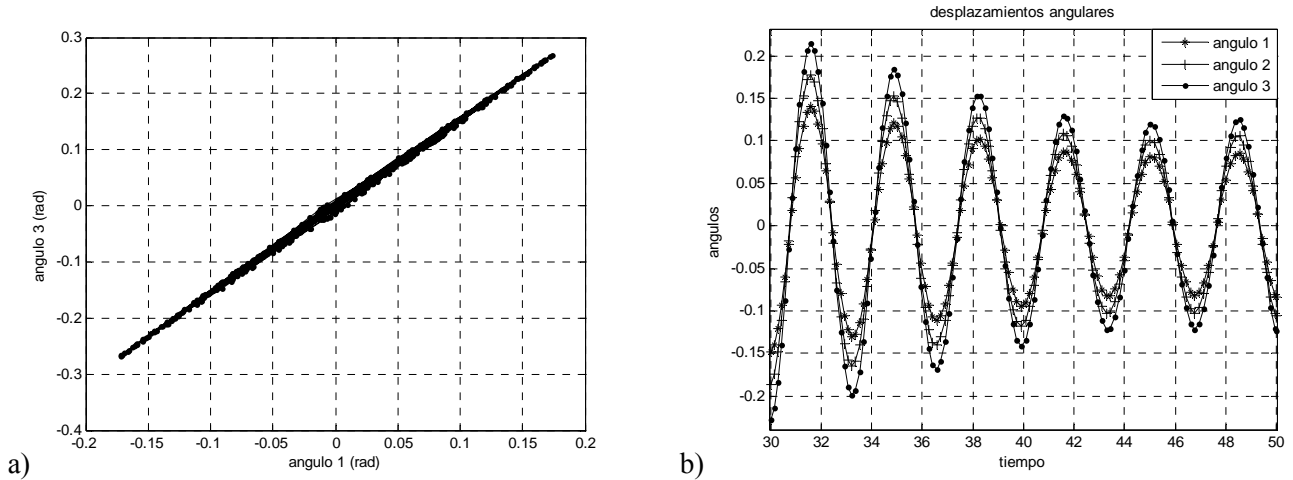 0.3
0.2
0.1
0
-0.1
-0.2
-0.3
-0.4
-0.2 -0.15 -0.1 -0.05 0 0.05 0.1 0.15 0.2
angulo 3 (rad)
angulo 1 (rad)
a)
desplazamientos angulares
angulo 1
angulo 2
angulo 3
0.2
0.15
0.1
0.05
0
-0.05
-0.1
-0.15
-0.2
30 32 34 36 38 40 42 44 46 48 50
angulos
tiempo
b)